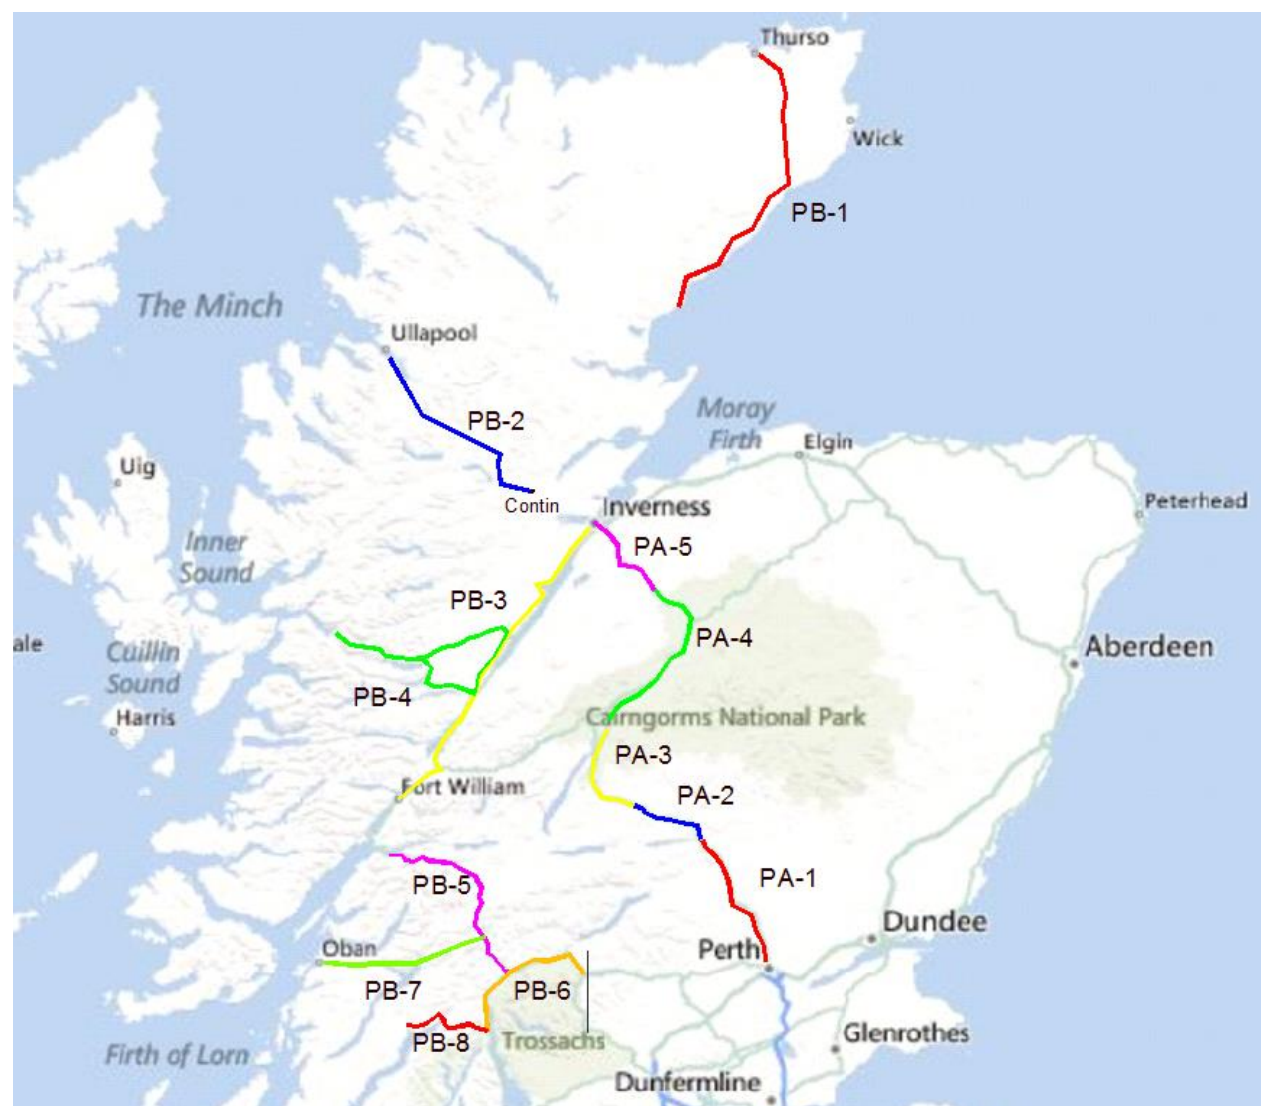 Thurso
Wick
PB-1
The Minch
Ullapool
Moray
Firth
PB-2
Elgin
Uig
Contin
Inverness
Peterhead
Inner
Sound
PA-5
PB-3
PA-4
ale
Cuillin
Sound
Aberdeen
PB-4
Harris
Cairngorms National Park
PA-3
Fort William
PA-2
PB-5
PA-1
Dundee
Oban
Perth
PB-7
PB-6
PB-8
Trossachs
Glenrothes
Firth of Lorn
Dunfermline